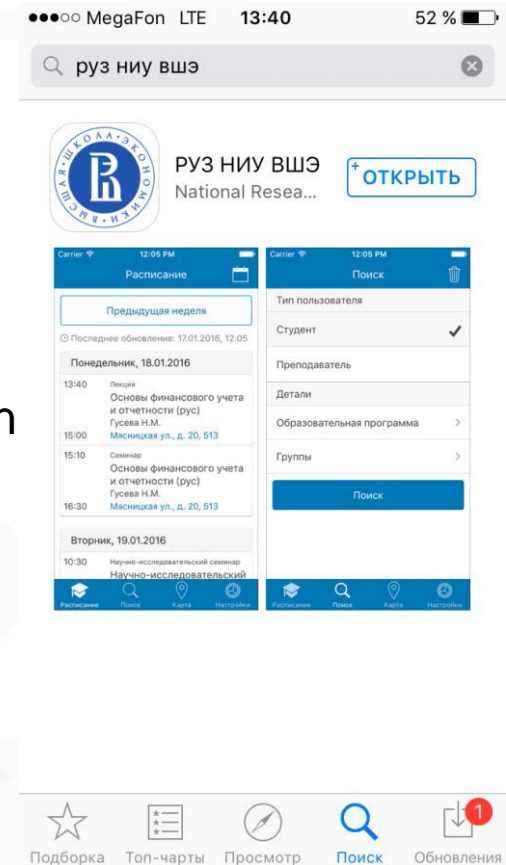 MegaFon LTE 13:40 52 %
руз ниу вшэ
ВЫСШАЯ • ШКОЛА • ЭКОНОМИКИ • НИУ
РУЗ НИУ ВШЭ
National Resea...
+ ОТКРЫТЬ
Carrier 12:05 PM
Расписание
Предыдущая неделя
Последнее обновление: 17.01.2016, 12:05
Понедельник, 18.01.2016
13:40 Лекция
Основы финансового учета
и отчетности (рус)
Гусева Н.М.
15:00 Мясницкая ул., д. 20, 513
15:10 Семинар
Основы финансового учета
и отчетности (рус)
Гусева Н.М.
16:30 Мясницкая ул., д. 20, 513
Вторник, 19.01.2016
10:30 Научно-исследовательский семинар
Научно-исследовательский
Расписание Поиск Карта Настройки
Carrier 12:05 PM
Поиск
Тип пользователя
Студент
Преподаватель
Детали
Образовательная программа
Группы
Поиск
Расписание Поиск Карта Настройки
n
1
Подборка Топ-чарты Просмотр Поиск Обновления